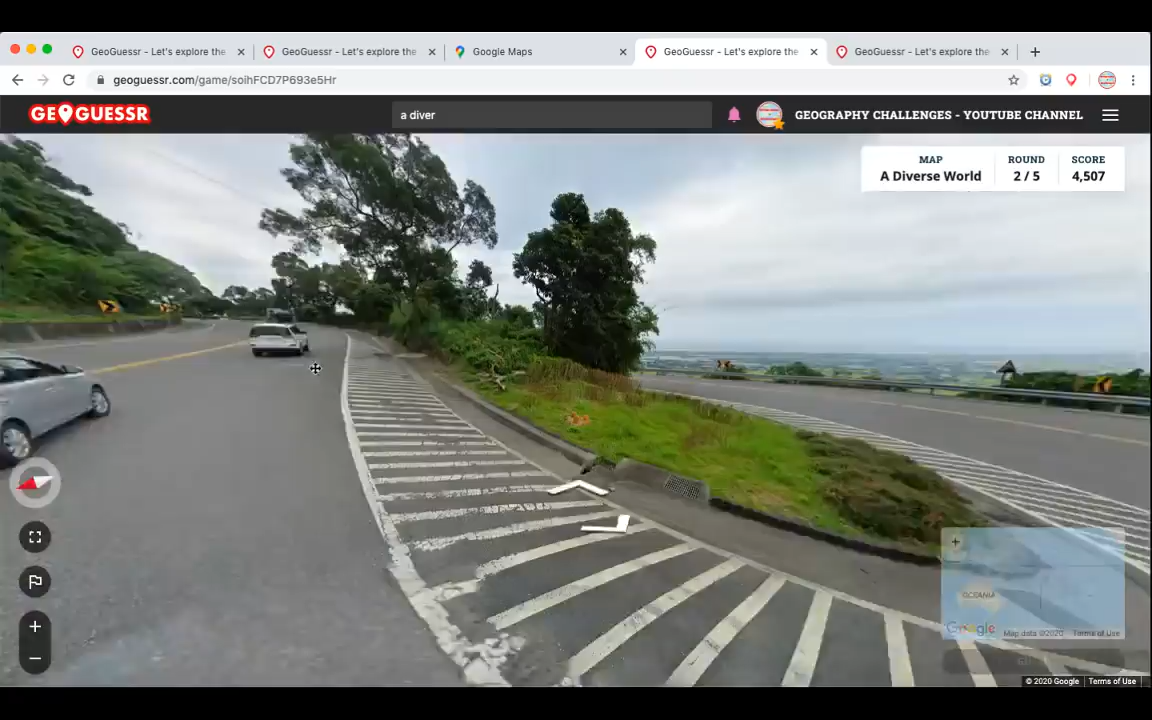 GeoGuessr - Let's explore the
GeoGuessr - Let's explore the
Google Maps
GeoGuessr - Let's explore the
GeoGuessr - Let's explore the
geoguessr.com/game/soihFCD7P693e5Hr
GEOGUESSR
a diver
GEOGRAPHY CHALLENGES - YOUTUBE CHANNEL
MAP
A Diverse World
ROUND
2 / 5
SCORE
4,507
OCEANIA
Google
Map data ©2020
Terms of Use
© 2020 Google
Terms of Use